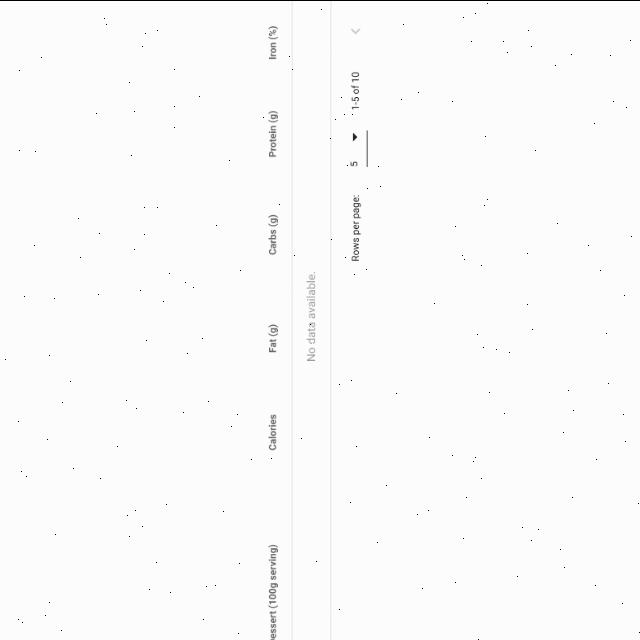 essert (100g serving) Calories Fat (g) Carbs (g) Protein (g) Iron (%)
No data available.
Rows per page: 5 1-5 of 10